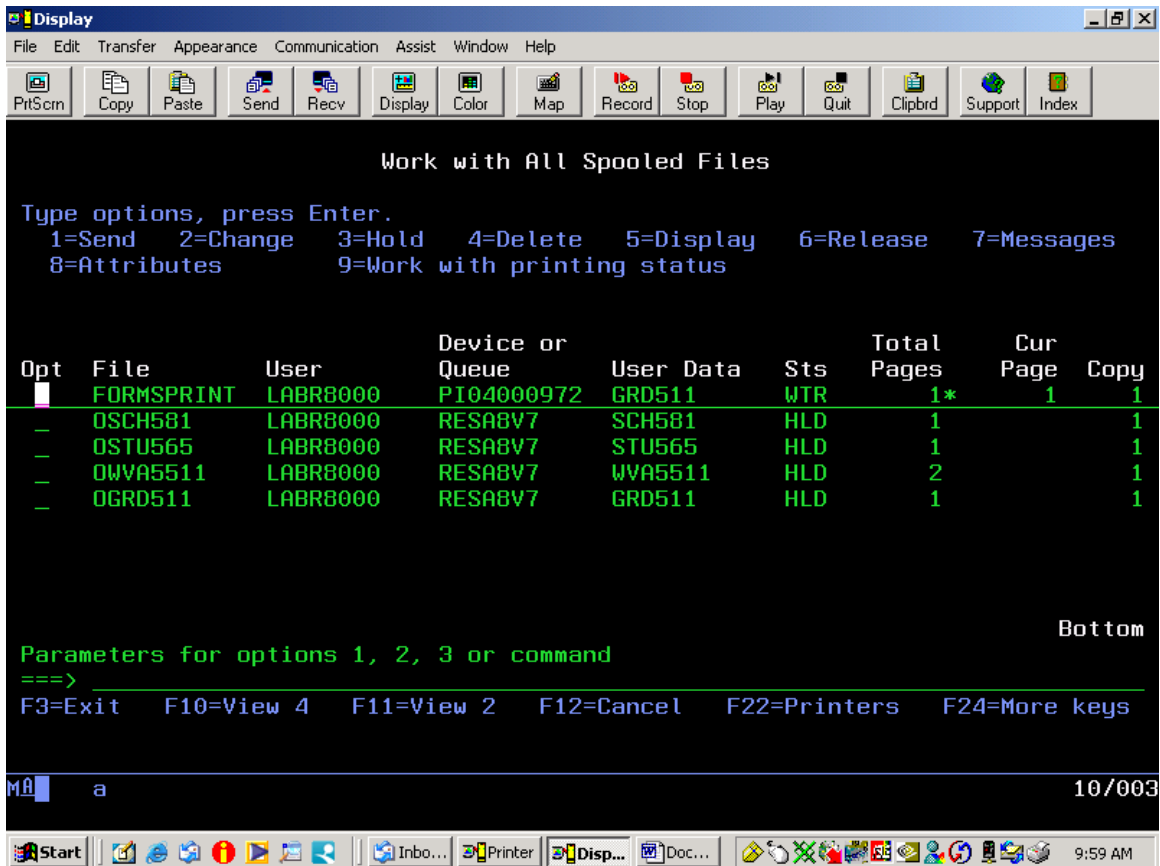 Display
File Edit Transfer Appearance Communication Assist Window Help
PrtScrn Copy Paste Send Recv Display Color Map Record Stop Play Quit Clipbrd Support Index
Work with All Spooled Files
Type options, press Enter.
1=Send 2=Change 3=Hold 4=Delete 5=Display 6=Release 7=Messages
8=Attributes 9=Work with printing status
Device or Total Cur
Opt File User Queue User Data Sts Pages Page Copy
FORMSPRINT LABR8000 PI04000972 GRD511 WTR 1* 1 1
_ OSCH581 LABR8000 RESA8V7 SCH581 HLD 1 1
_ OSTU565 LABR8000 RESA8V7 STU565 HLD 1 1
_ OWVA5511 LABR8000 RESA8V7 WVA5511 HLD 2 1
_ OGRD511 LABR8000 RESA8V7 GRD511 HLD 1 1
Bottom
Parameters for options 1, 2, 3 or command
===>
F3=Exit F10=View 4 F11=View 2 F12=Cancel F22=Printers F24=More keys
MA a 10/003
Start Inbo... Printer Disp... Doc... 9:59 AM